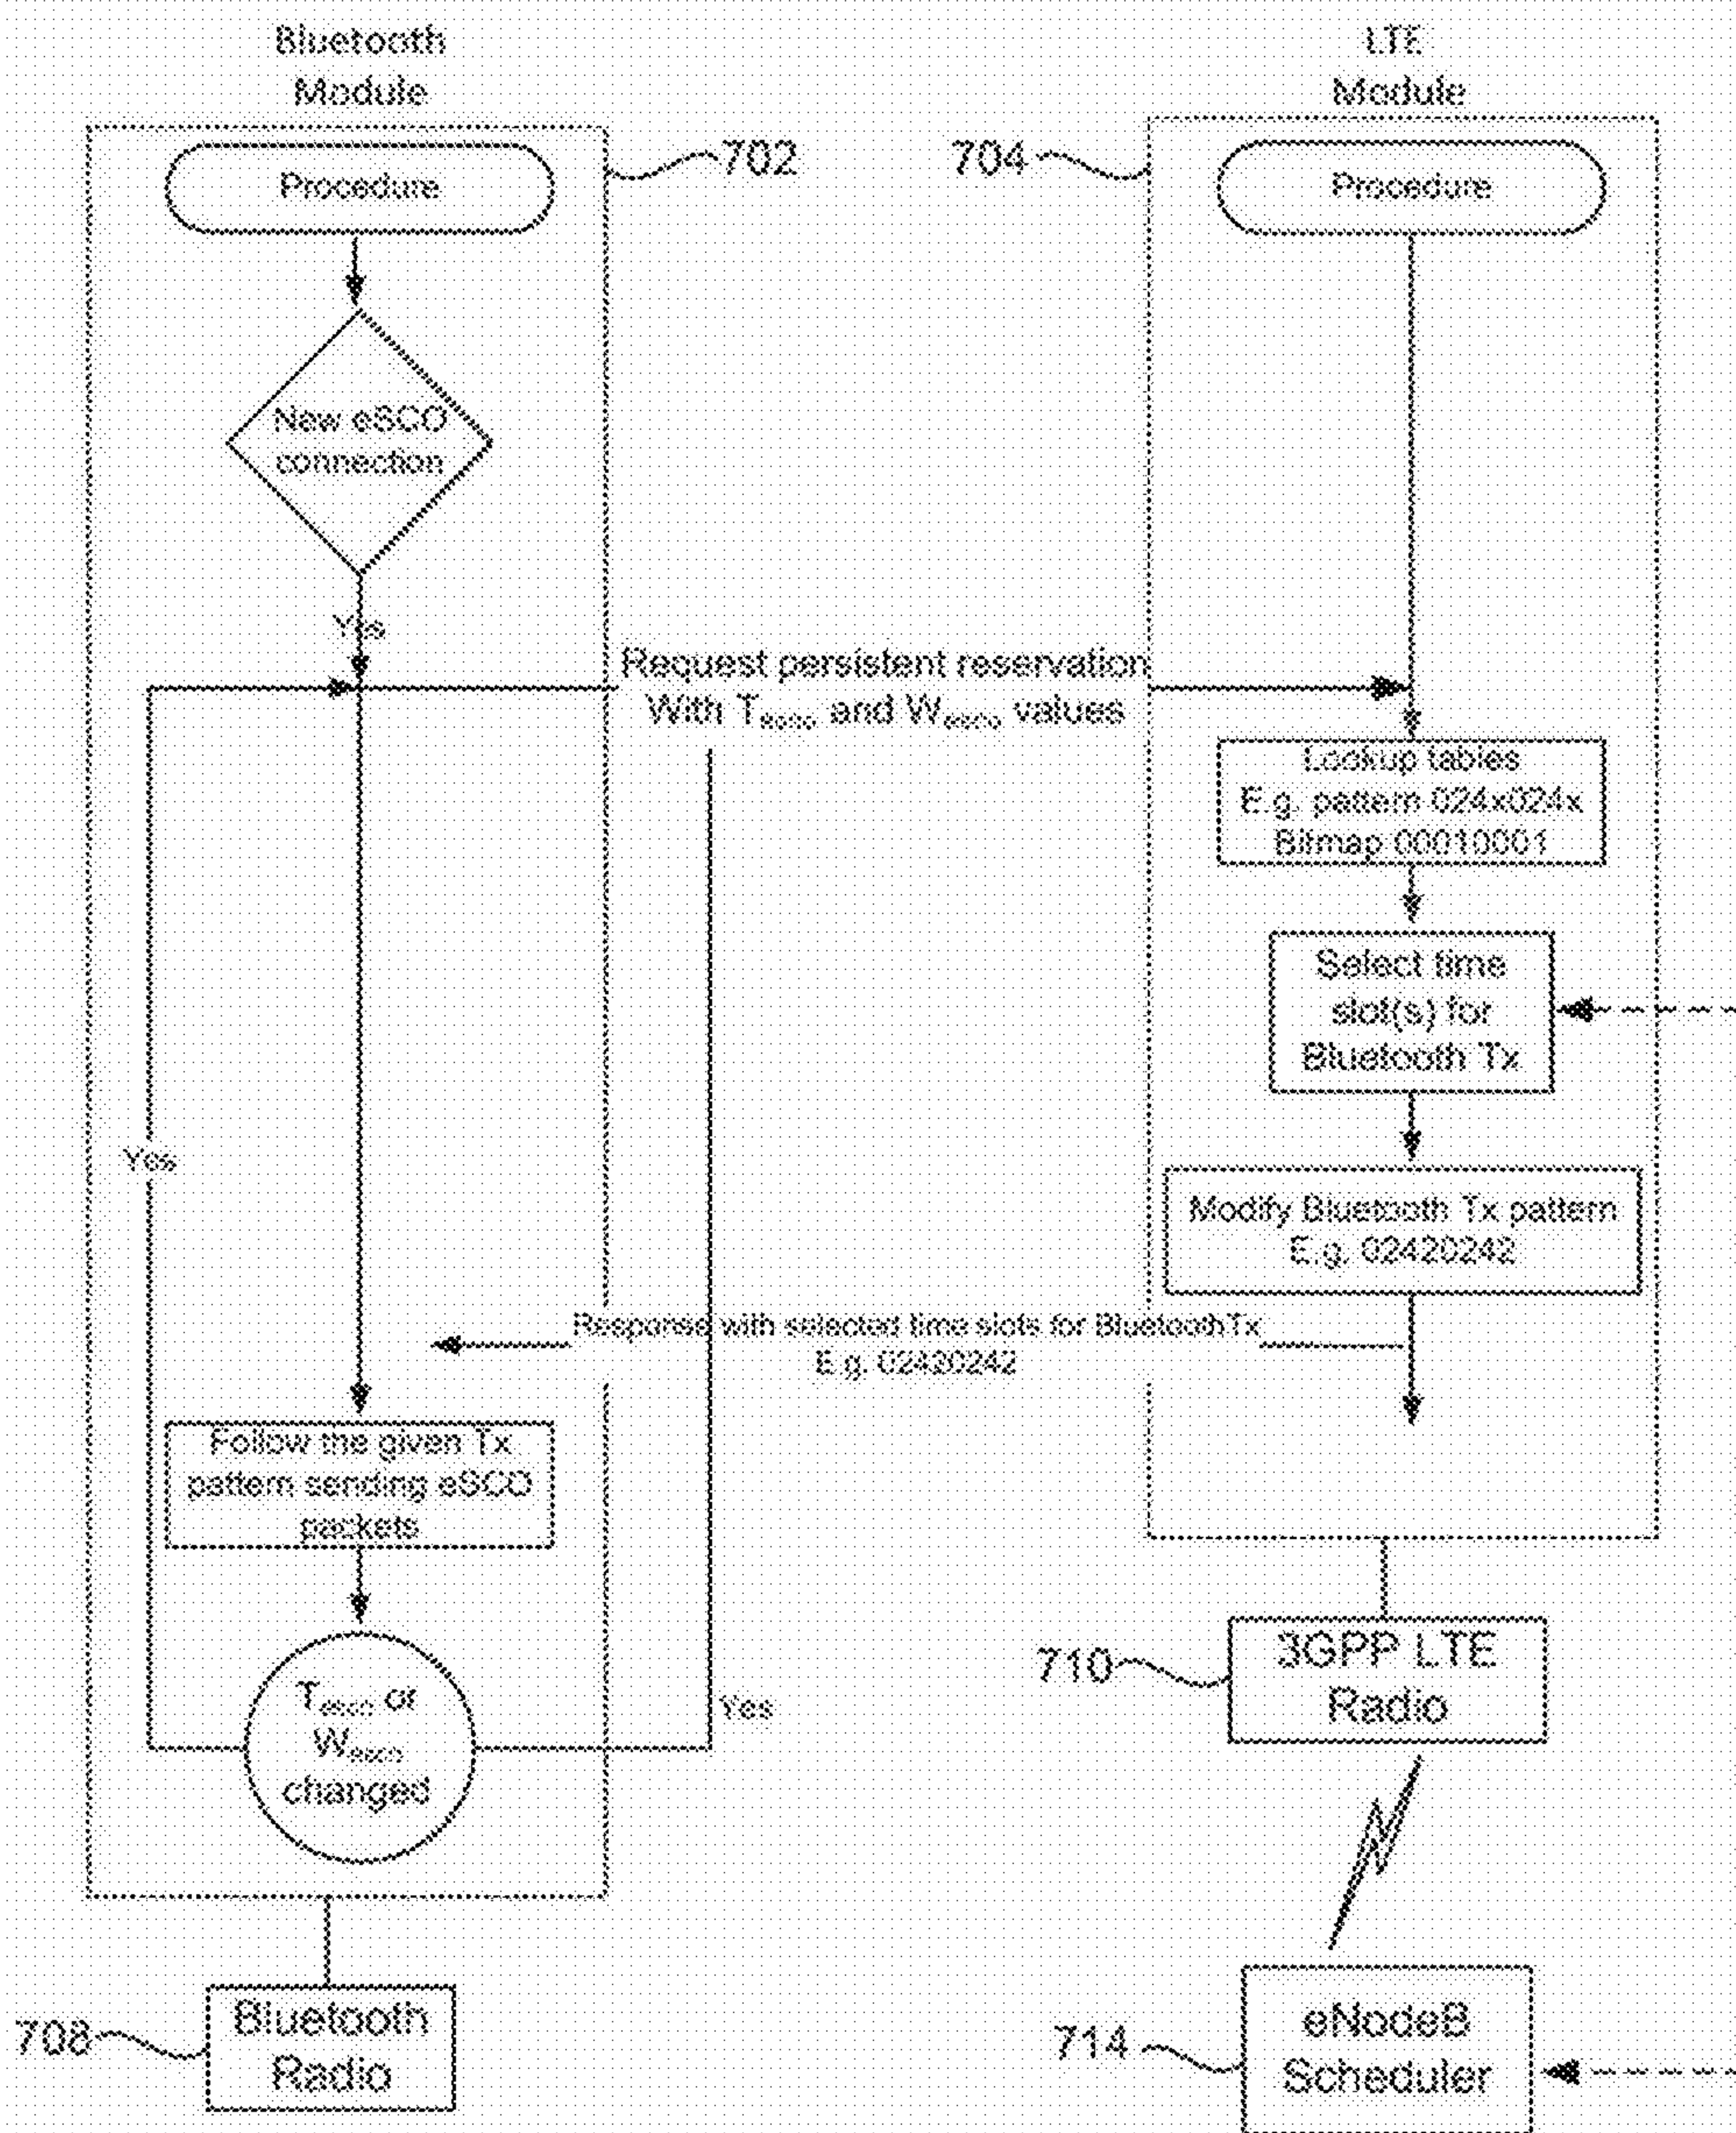 Bluetooth
Module
LTE
Module
702
704
Procedure
Procedure
New eSCO
connection
Yes
Request persistent reservation
With Tesco and Wesco values
Lookup tables
E.g. pattern 024x024x
Bitmap 00010001
Select time
slot(s) for
Bluetooth Tx
Yes
Modify Bluetooth Tx pattern
E.g. 02420242
Response with selected time slots for BluetoothTx
E.g. 02420242
Follow the given Tx
pattern sending eSCO
packets
Tesco or
Wesco
changed
Yes
710
3GPP LTE
Radio
708
Bluetooth
Radio
714
eNodeB
Scheduler